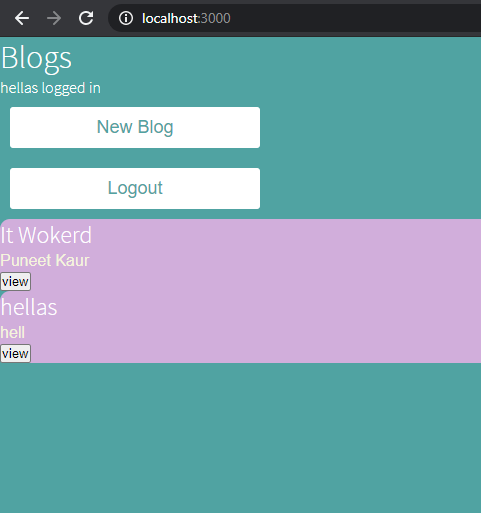 localhost:3000
Blogs
hellas logged in
New Blog
Logout
It Wokerd
Puneet Kaur
view
hellas
hell
view